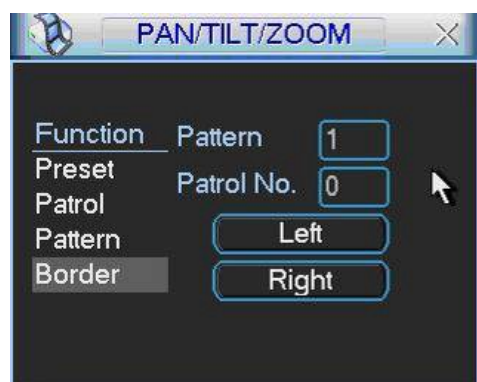 PAN/TILT/ZOOM
Function
Preset
Patrol
Pattern
Border
Pattern 1
Patrol No. 0
Left
Right